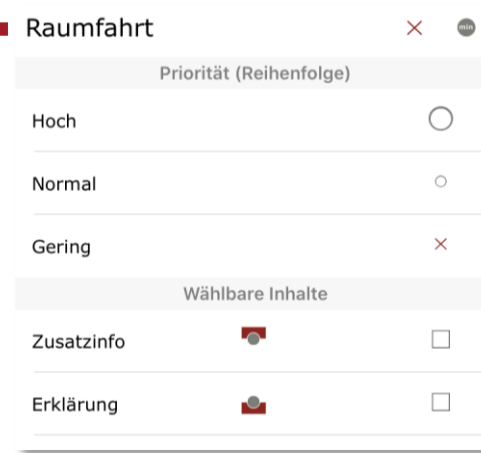 Raumfahrt
min
Priorität (Reihenfolge)
Hoch
Normal
Gering
Wählbare Inhalte
Zusatzinfo
Erklärung